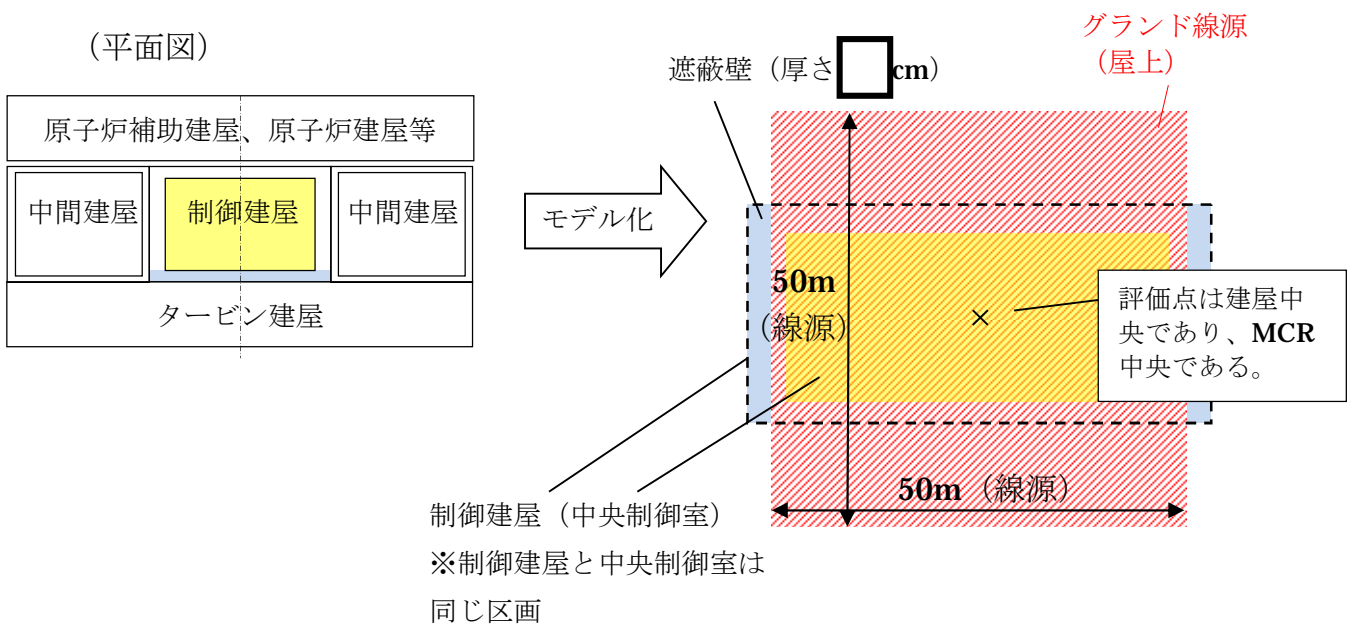 （平面図）
原子炉補助建屋、原子炉建屋等
中間建屋
制御建屋
中間建屋
タービン建屋
モデル化
グランド線源
（屋上）
遮蔽壁（厚さ cm）
50m
（線源）
評価点は建屋中
央であり、MCR
中央である。
50m（線源）
制御建屋（中央制御室）
※制御建屋と中央制御室は
同じ区画